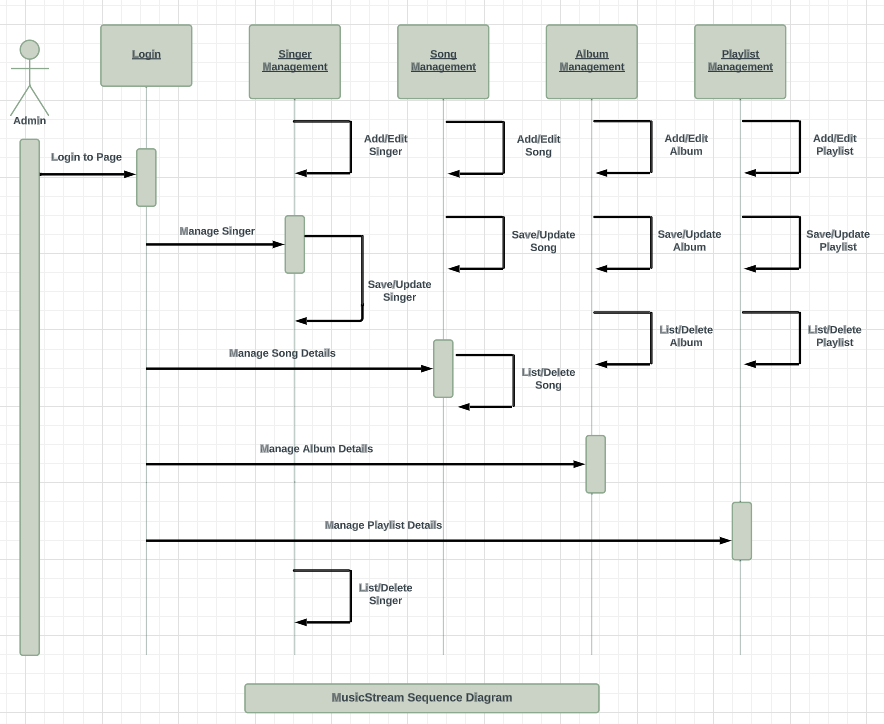 Login
Singer
Management
Song
Management
Album
Management
Playlist
Management
Admin
Add/Edit
Singer
Add/Edit
Song
Add/Edit
Album
Add/Edit
Playlist
Login to Page
Manage Singer
Save/Update
Song
Save/Update
Album
Save/Update
Playlist
Save/Update
Singer
List/Delete
Album
List/Delete
Playlist
Manage Song Details
List/Delete
Song
Manage Album Details
Manage Playlist Details
List/Delete
Singer
MusicStream Sequence Diagram